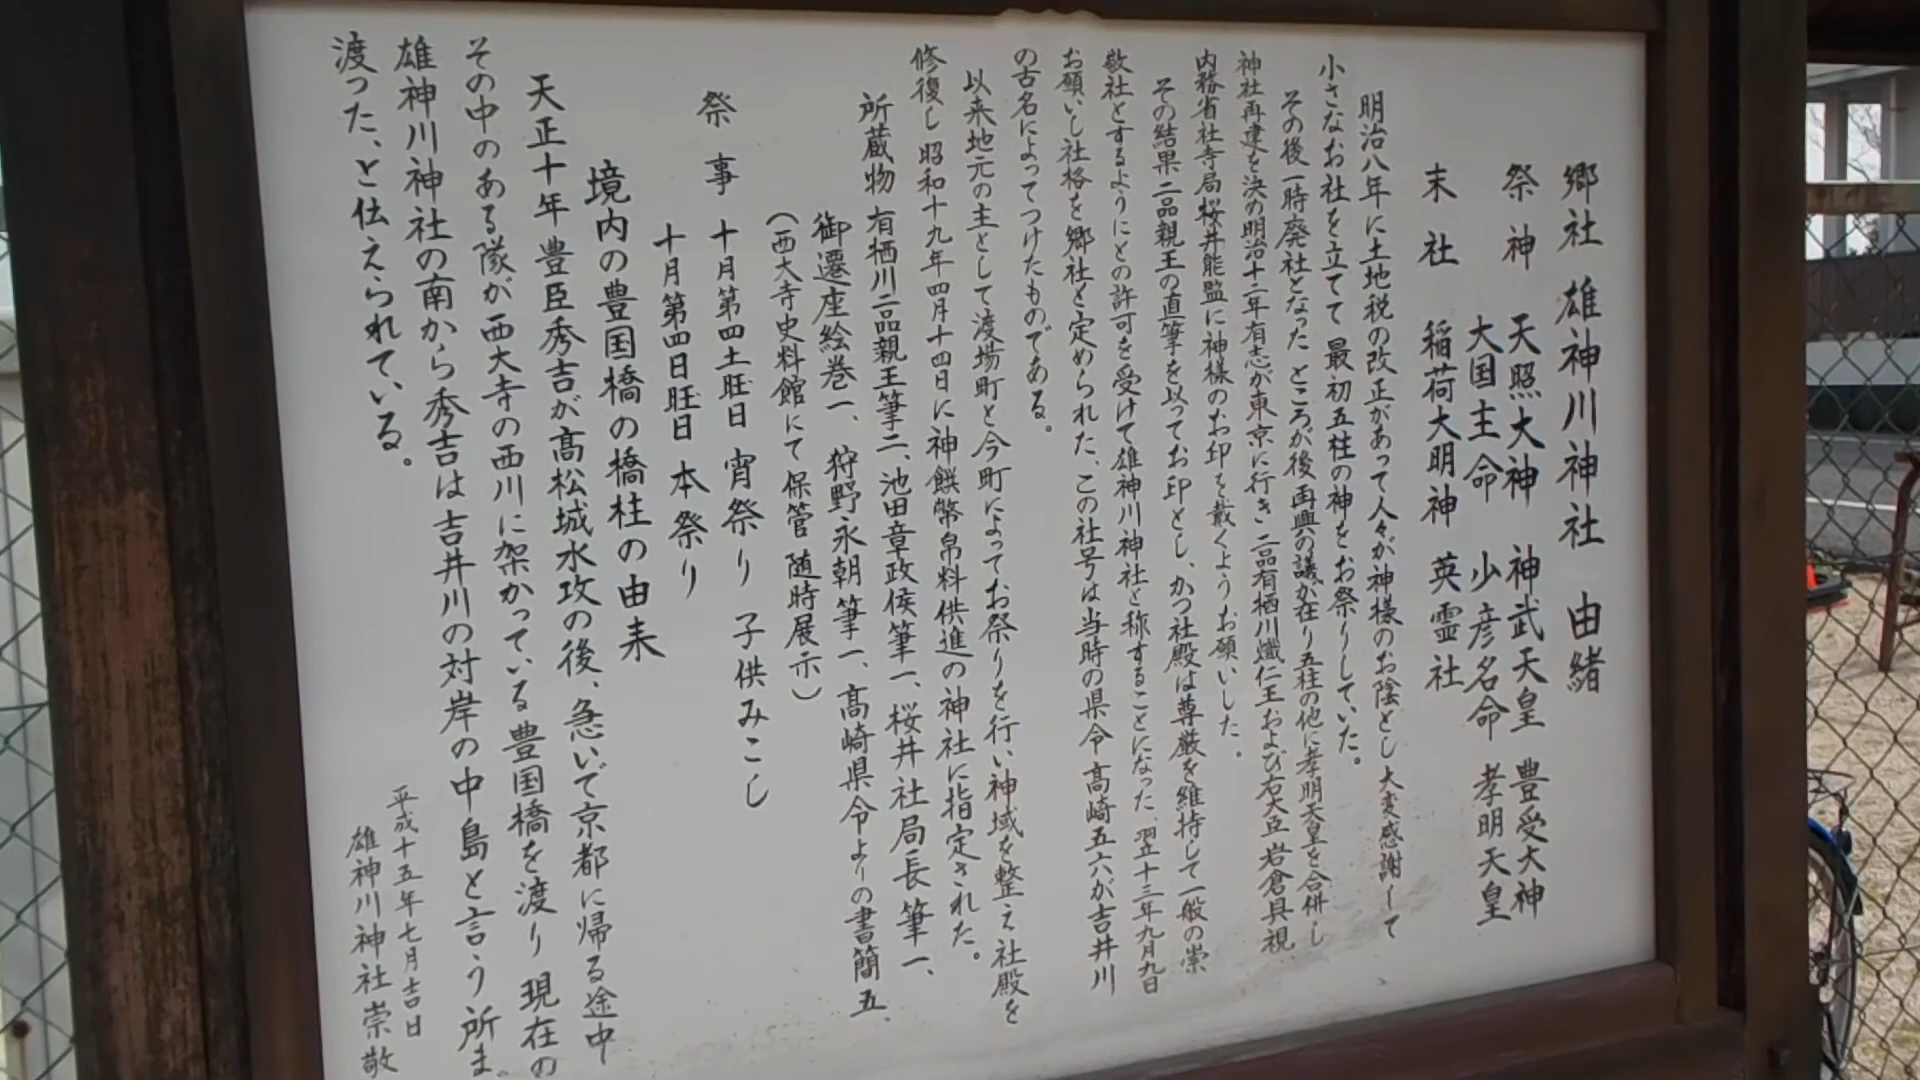 郷社 雄神川神社 由緒
祭神 天照大神 神武天皇 豊受大神
大国主命 少彦名命 孝明天皇
末社 稲荷大明神 英霊社
明治八年に土地税の改正があって人々が神様のお陰とし大変感謝して
小さなお社を立てて最初五柱の神をお祭りしていた。
その後一時廃社となった ところが後再興の議が在り五柱の他に孝明天皇を合併し
神社再建を決め明治十二年有志が東京に行き二品有栖川熾仁王および右大臣岩倉具視、
内務省社寺局桜井能監に神様のお印を戴くようお願いした。
その結果二品親王の直筆を以ってお印とし、かつ社殿は尊厳を維持して一般の崇
敬社とするようにとの許可を受けて雄神川神社と称することになった、翌十三年九月九日
お願いし社格を郷社と定められた、この社号は当時の県令高崎五六が吉井川
の古名によってつけたものである。
以来地元の主として渡場町と今町によってお祭りを行い神域を整え社殿を
修復し昭和十九年四月十四日に神饌幣帛料供進の神社に指定された。
所蔵物 有栖川二品親王筆二、池田章政侯筆一、桜井社局長筆一、
御遷座絵巻一、狩野永朝筆一、高崎県令よりの書簡五、
（西大寺史料館にて保管 随時展示）
祭事 十月第四土旺日 宵祭り 子供みこし
十月第四日旺日 本祭り
境内の豊国橋の橋柱の由来
天正十年豊臣秀吉が高松城水攻の後、急いで京都に帰る途中
その中のある隊が西大寺の西川に架かっている豊国橋を渡り現在の
雄神川神社の南から秀吉は吉井川の対岸の中島と言う所ま
渡った、と伝えられている。
平成十五年七月吉日
雄神川神社崇敬